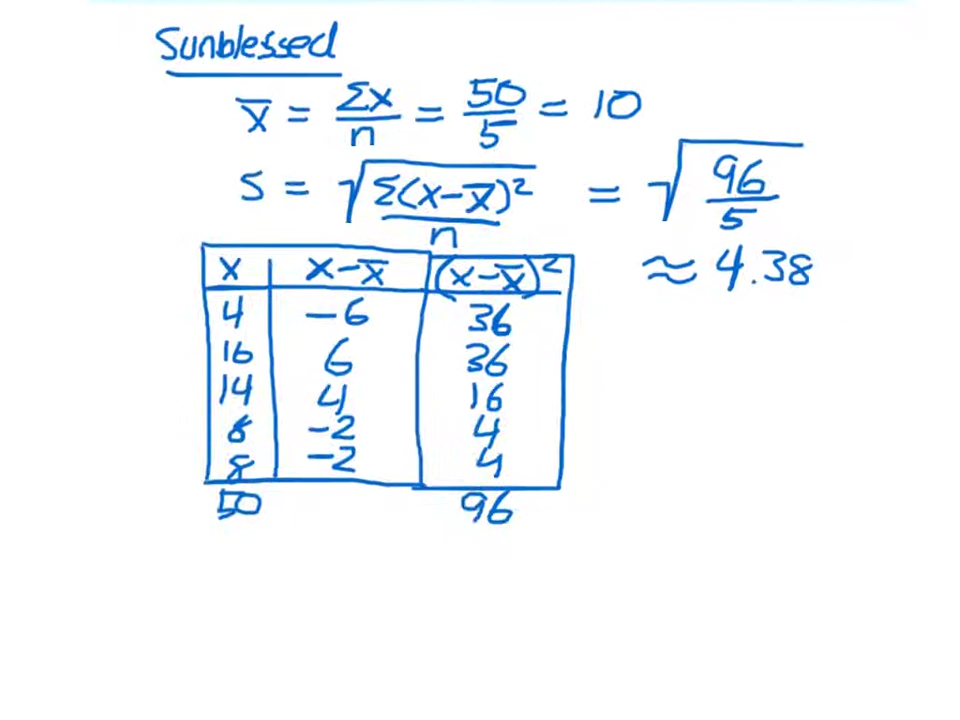 Sunblessed
x̄ = Σx/n = 50/5 = 10
S = √(Σ(x-x̄)²/n) = √(96/5)
≈ 4.38
x | x-x̄ | (x-x̄)²
4 | -6 | 36
16 | 6 | 36
14 | 4 | 16
8 | -2 | 4
8 | -2 | 4
50 96